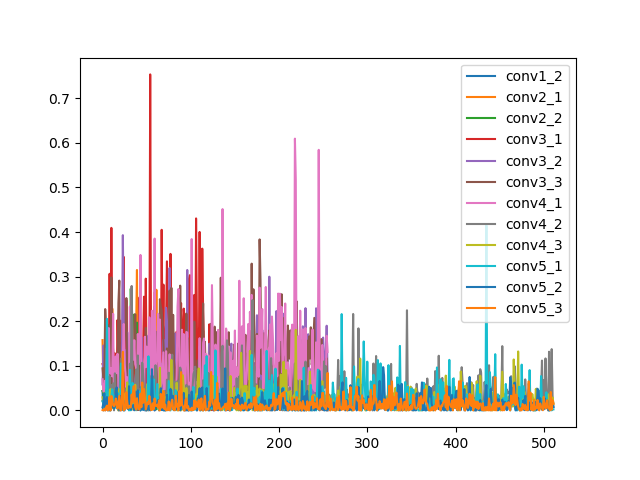 0.7
0.6
0.5
0.4
0.3
0.2
0.1
0.0
0 100 200 300 400 500
conv1_2
conv2_1
conv2_2
conv3_1
conv3_2
conv3_3
conv4_1
conv4_2
conv4_3
conv5_1
conv5_2
conv5_3